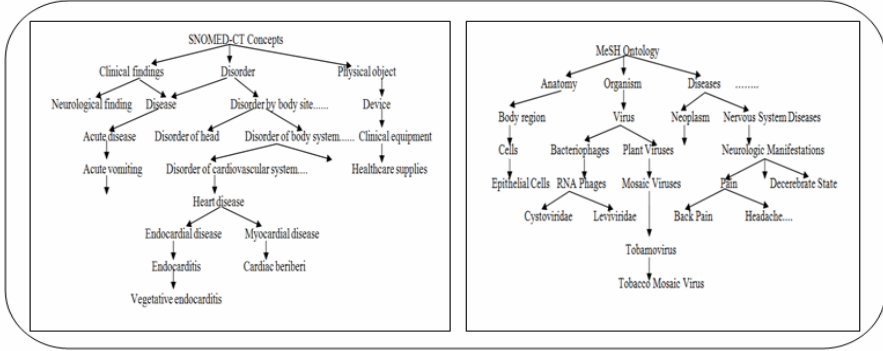 SNOMED-CT Concepts
Clinical findings Disorder Physical object
Neurological finding Disease Disorder by body site...... Device
Acute disease Disorder of head Disorder of body system....... Clinical equipment
Acute vomiting Disorder of cardiovascular system.... Healthcare supplies
Heart disease
Endocardial disease Myocardial disease
Endocarditis Cardiac beriberi
Vegetative endocarditis
MeSH Ontology
Anatomy Organism Diseases .........
Body region Virus Neoplasm Nervous System Diseases
Cells Bacteriophages Plant Viruses Neurologic Manifestations
Epithelial Cells RNA Phages Mosaic Viruses Pain Decerebrate State
Cystoviridae Leviviridae Back Pain Headache....
Tobamovirus
Tobacco Mosaic Virus